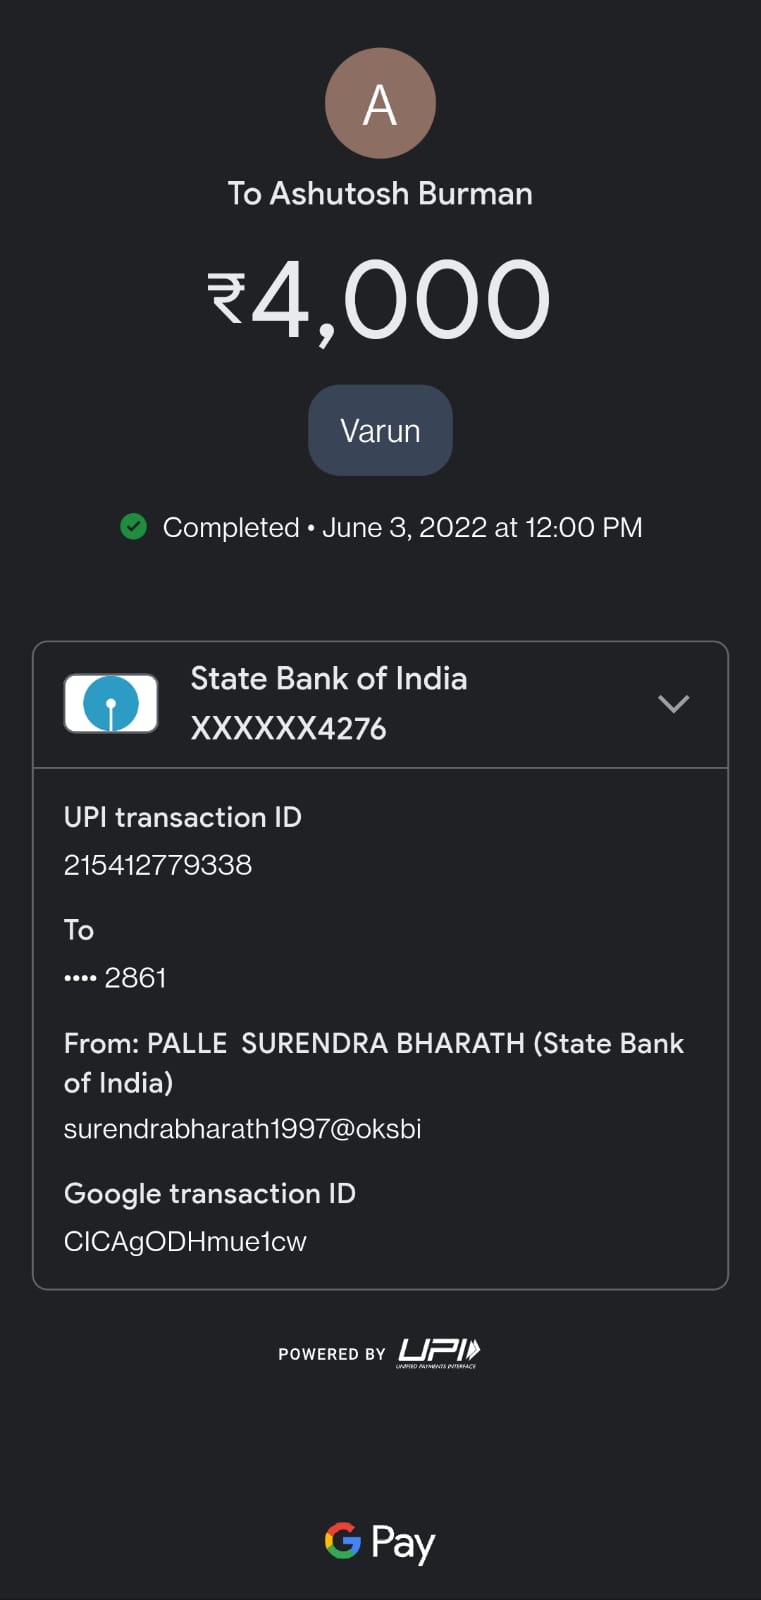 A
To Ashutosh Burman
₹4,000
Varun
Completed • June 3, 2022 at 12:00 PM
State Bank of India
XXXXXX4276
UPI transaction ID
215412779338
To
•••• 2861
From: PALLE  SURENDRA BHARATH (State Bank
of India)
surendrabharath1997@oksbi
Google transaction ID
CICAgODHmue1cw
POWERED BY UPI
UNIFIED PAYMENTS INTERFACE
G Pay